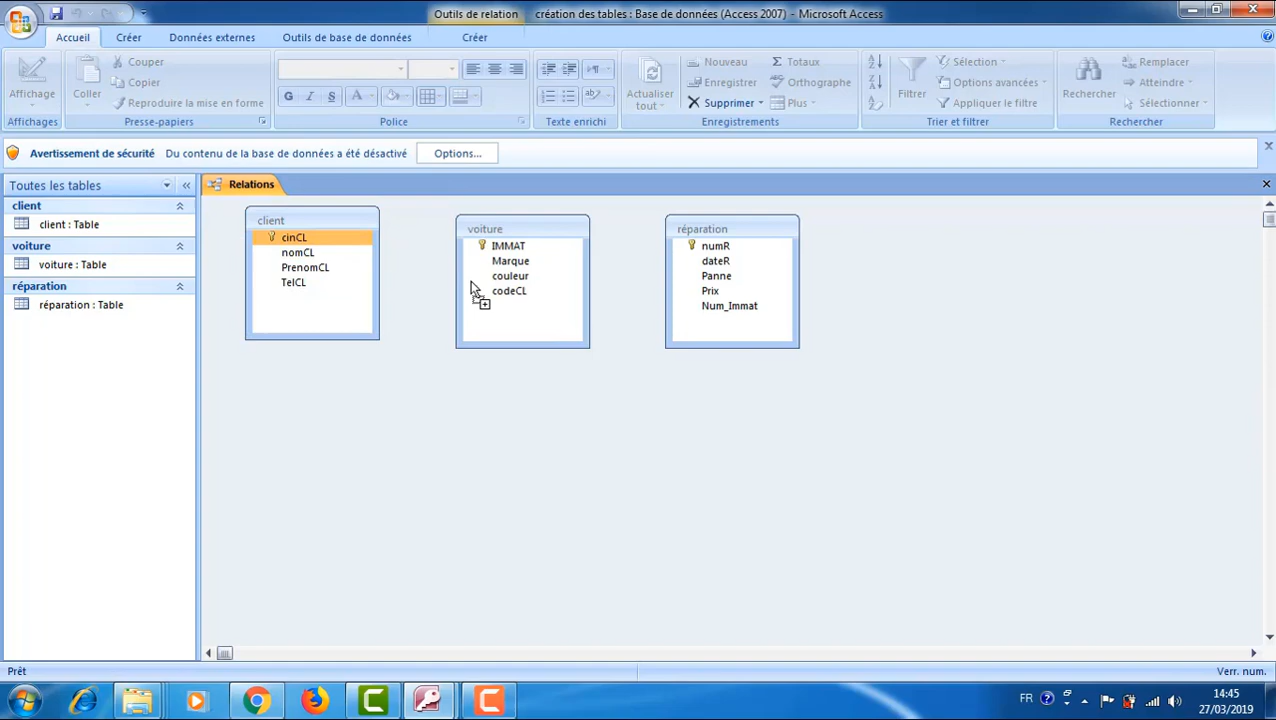 Outils de relation création des tables : Base de données (Access 2007) - Microsoft Access
Accueil Créer Données externes Outils de base de données Créer
Affichage
Affichages
Coller
Couper
Copier
Reproduire la mise en forme
Presse-papiers
G I S A
Police
Texte enrichi
Actualiser tout
Nouveau
Enregistrer
Supprimer
Totaux
Orthographe
Plus
Enregistrements
Filtrer
Sélection
Options avancées
Appliquer le filtre
Trier et filtrer
Rechercher
Remplacer
Atteindre
Sélectionner
Rechercher
Avertissement de sécurité Du contenu de la base de données a été désactivé Options...
Toutes les tables
client
client : Table
voiture
voiture : Table
réparation
réparation : Table
Relations
client
cinCL
nomCL
PrenomCL
TelCL
voiture
IMMAT
Marque
couleur
codeCL
réparation
numR
dateR
Panne
Prix
Num_Immat
Prêt Verr. num.
FR 14:45
27/03/2019